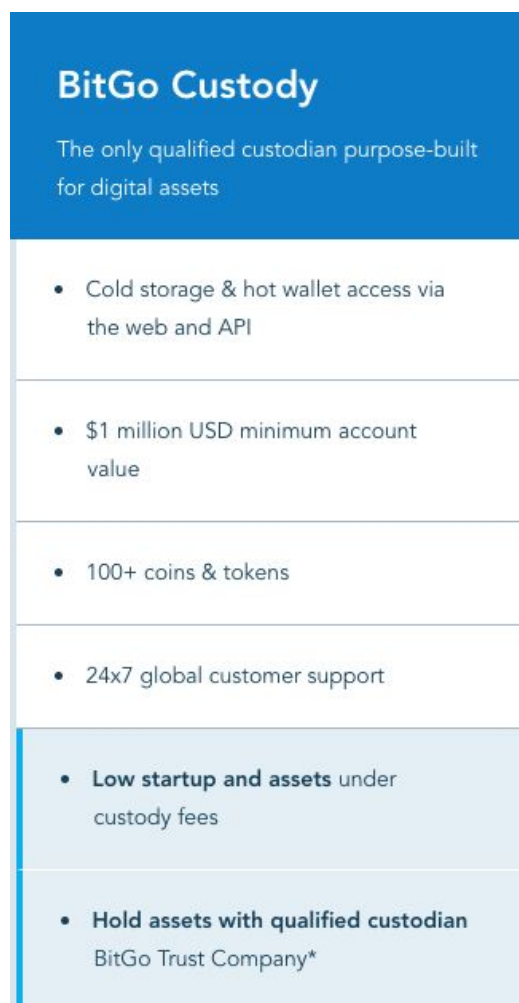 BitGo Custody
The only qualified custodian purpose-built
for digital assets
• Cold storage & hot wallet access via
the web and API
• $1 million USD minimum account
value
• 100+ coins & tokens
• 24x7 global customer support
• Low startup and assets under
custody fees
• Hold assets with qualified custodian
BitGo Trust Company*